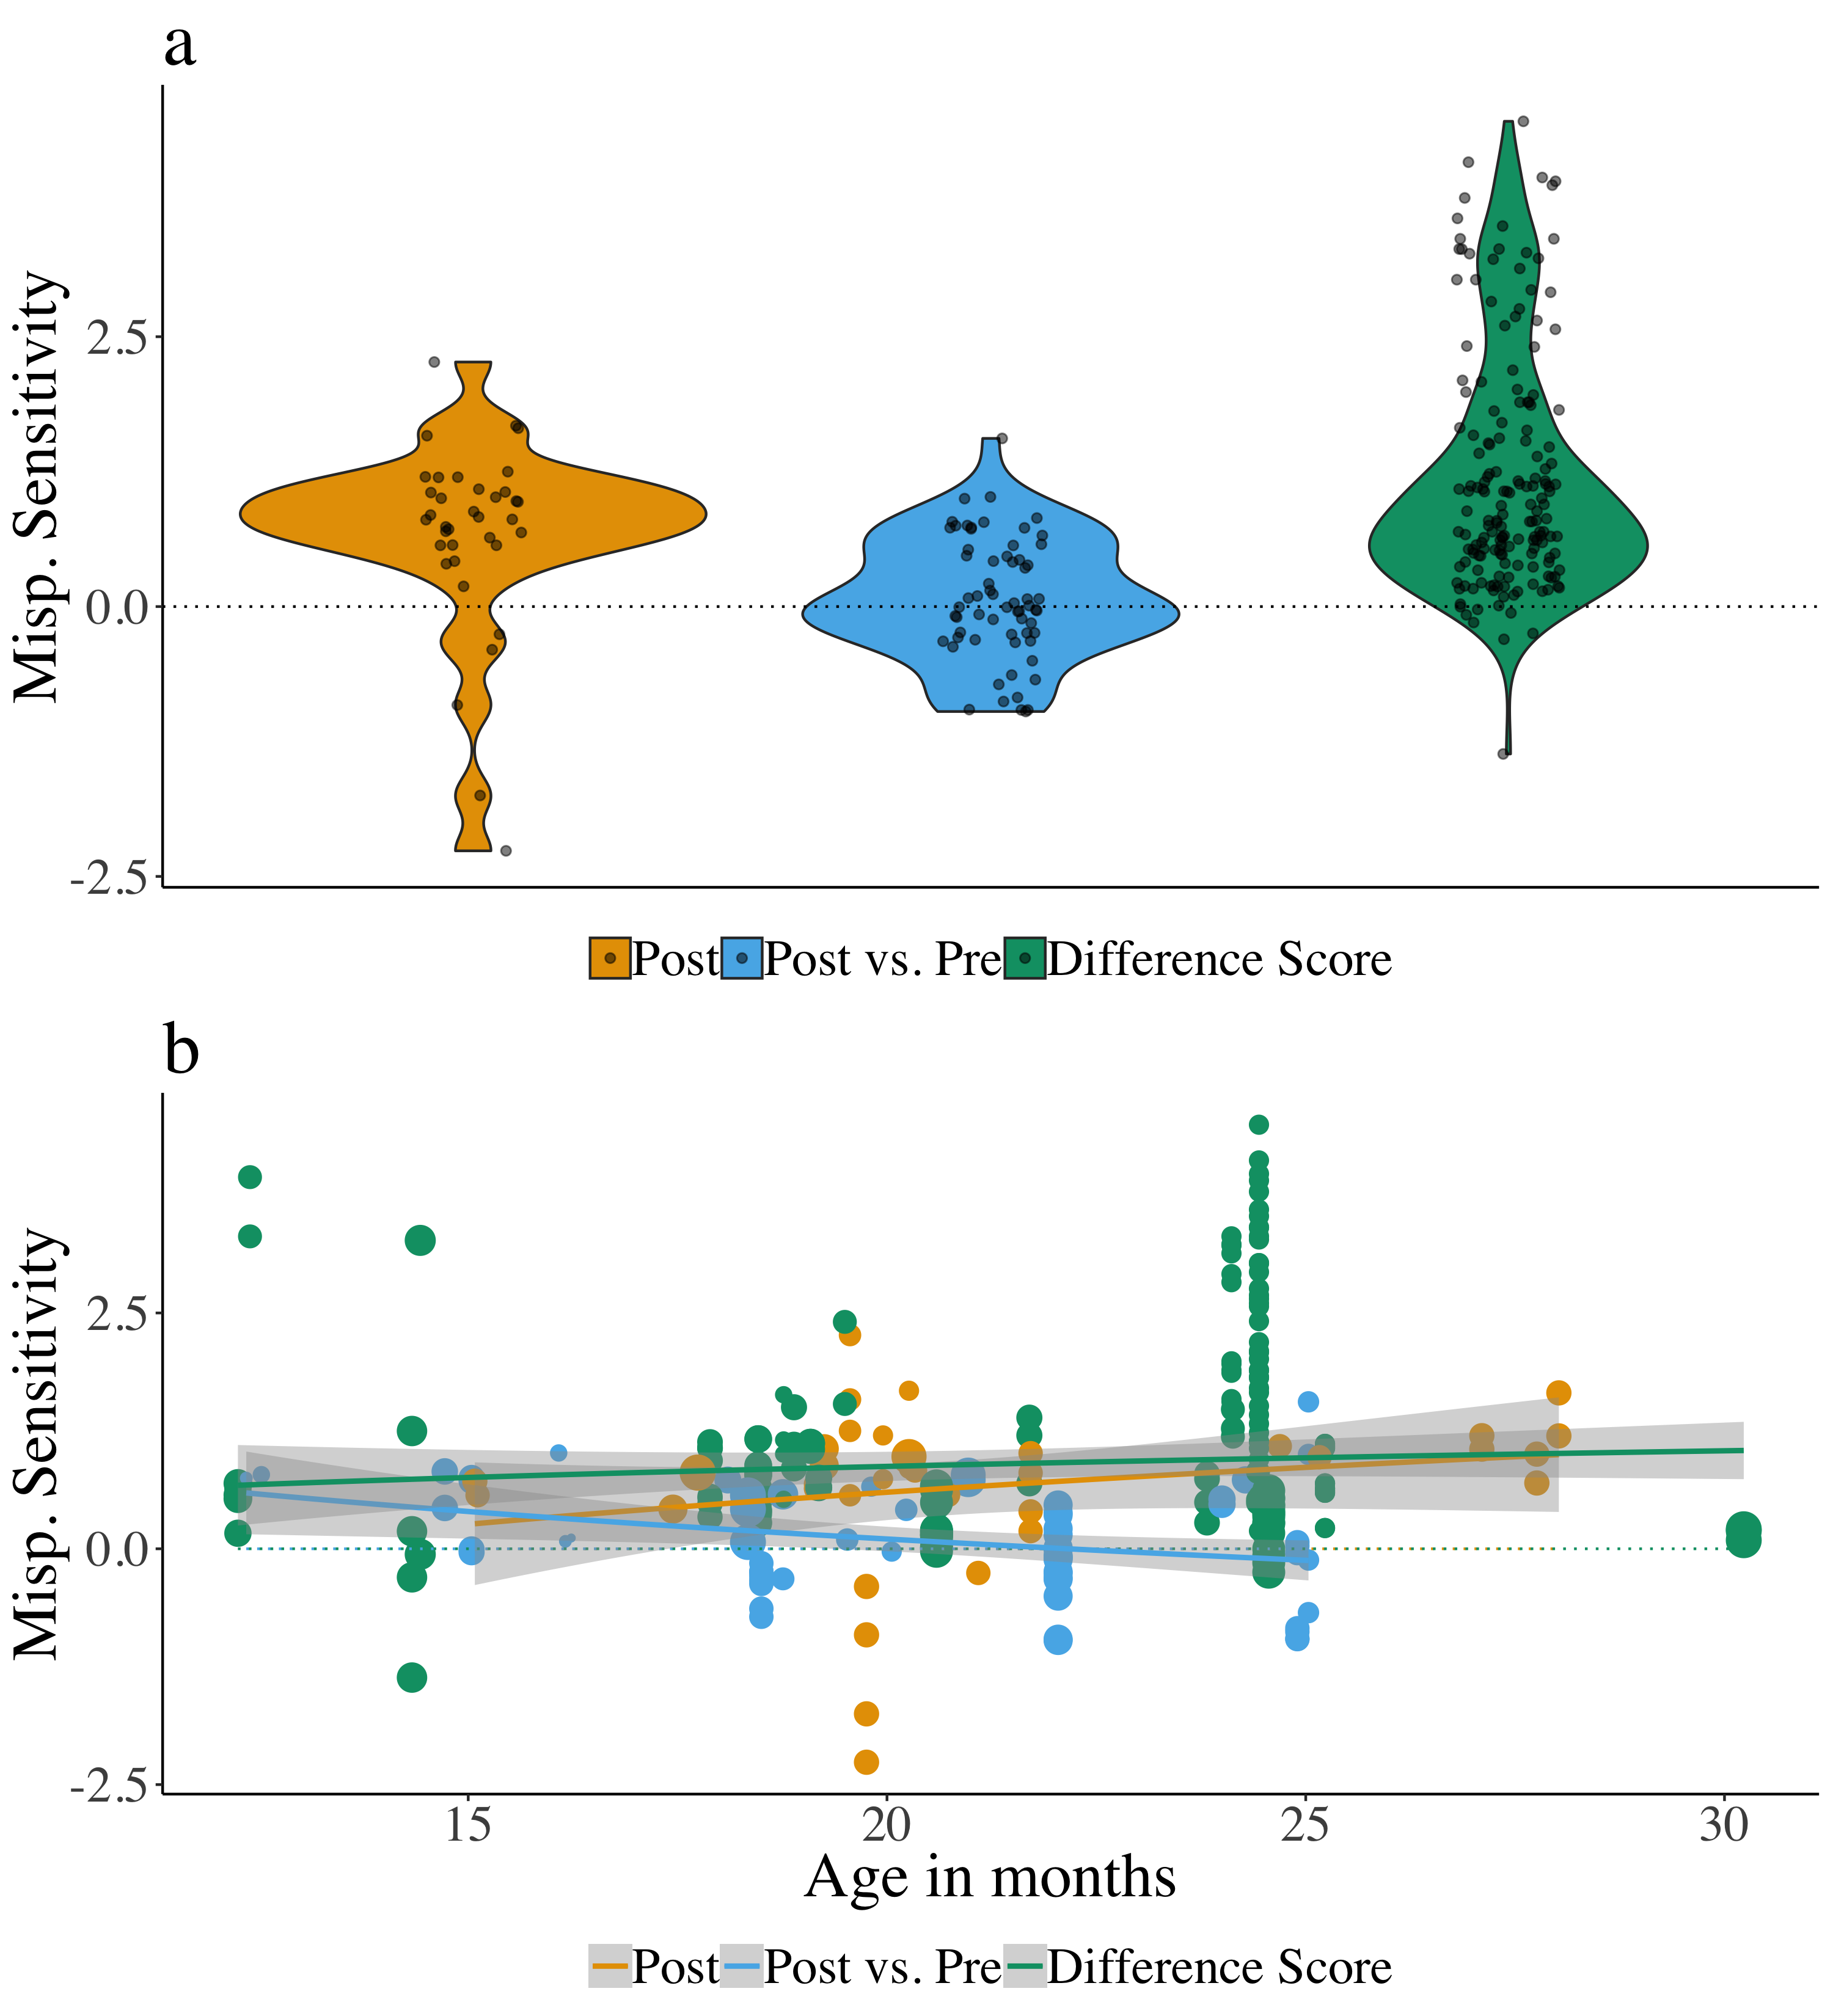 a
Misp. Sensitivity
2.5
0.0
-2.5
Post Post vs. Pre Difference Score
b
Misp. Sensitivity
2.5
0.0
-2.5
15 20 25 30
Age in months
Post Post vs. Pre Difference Score